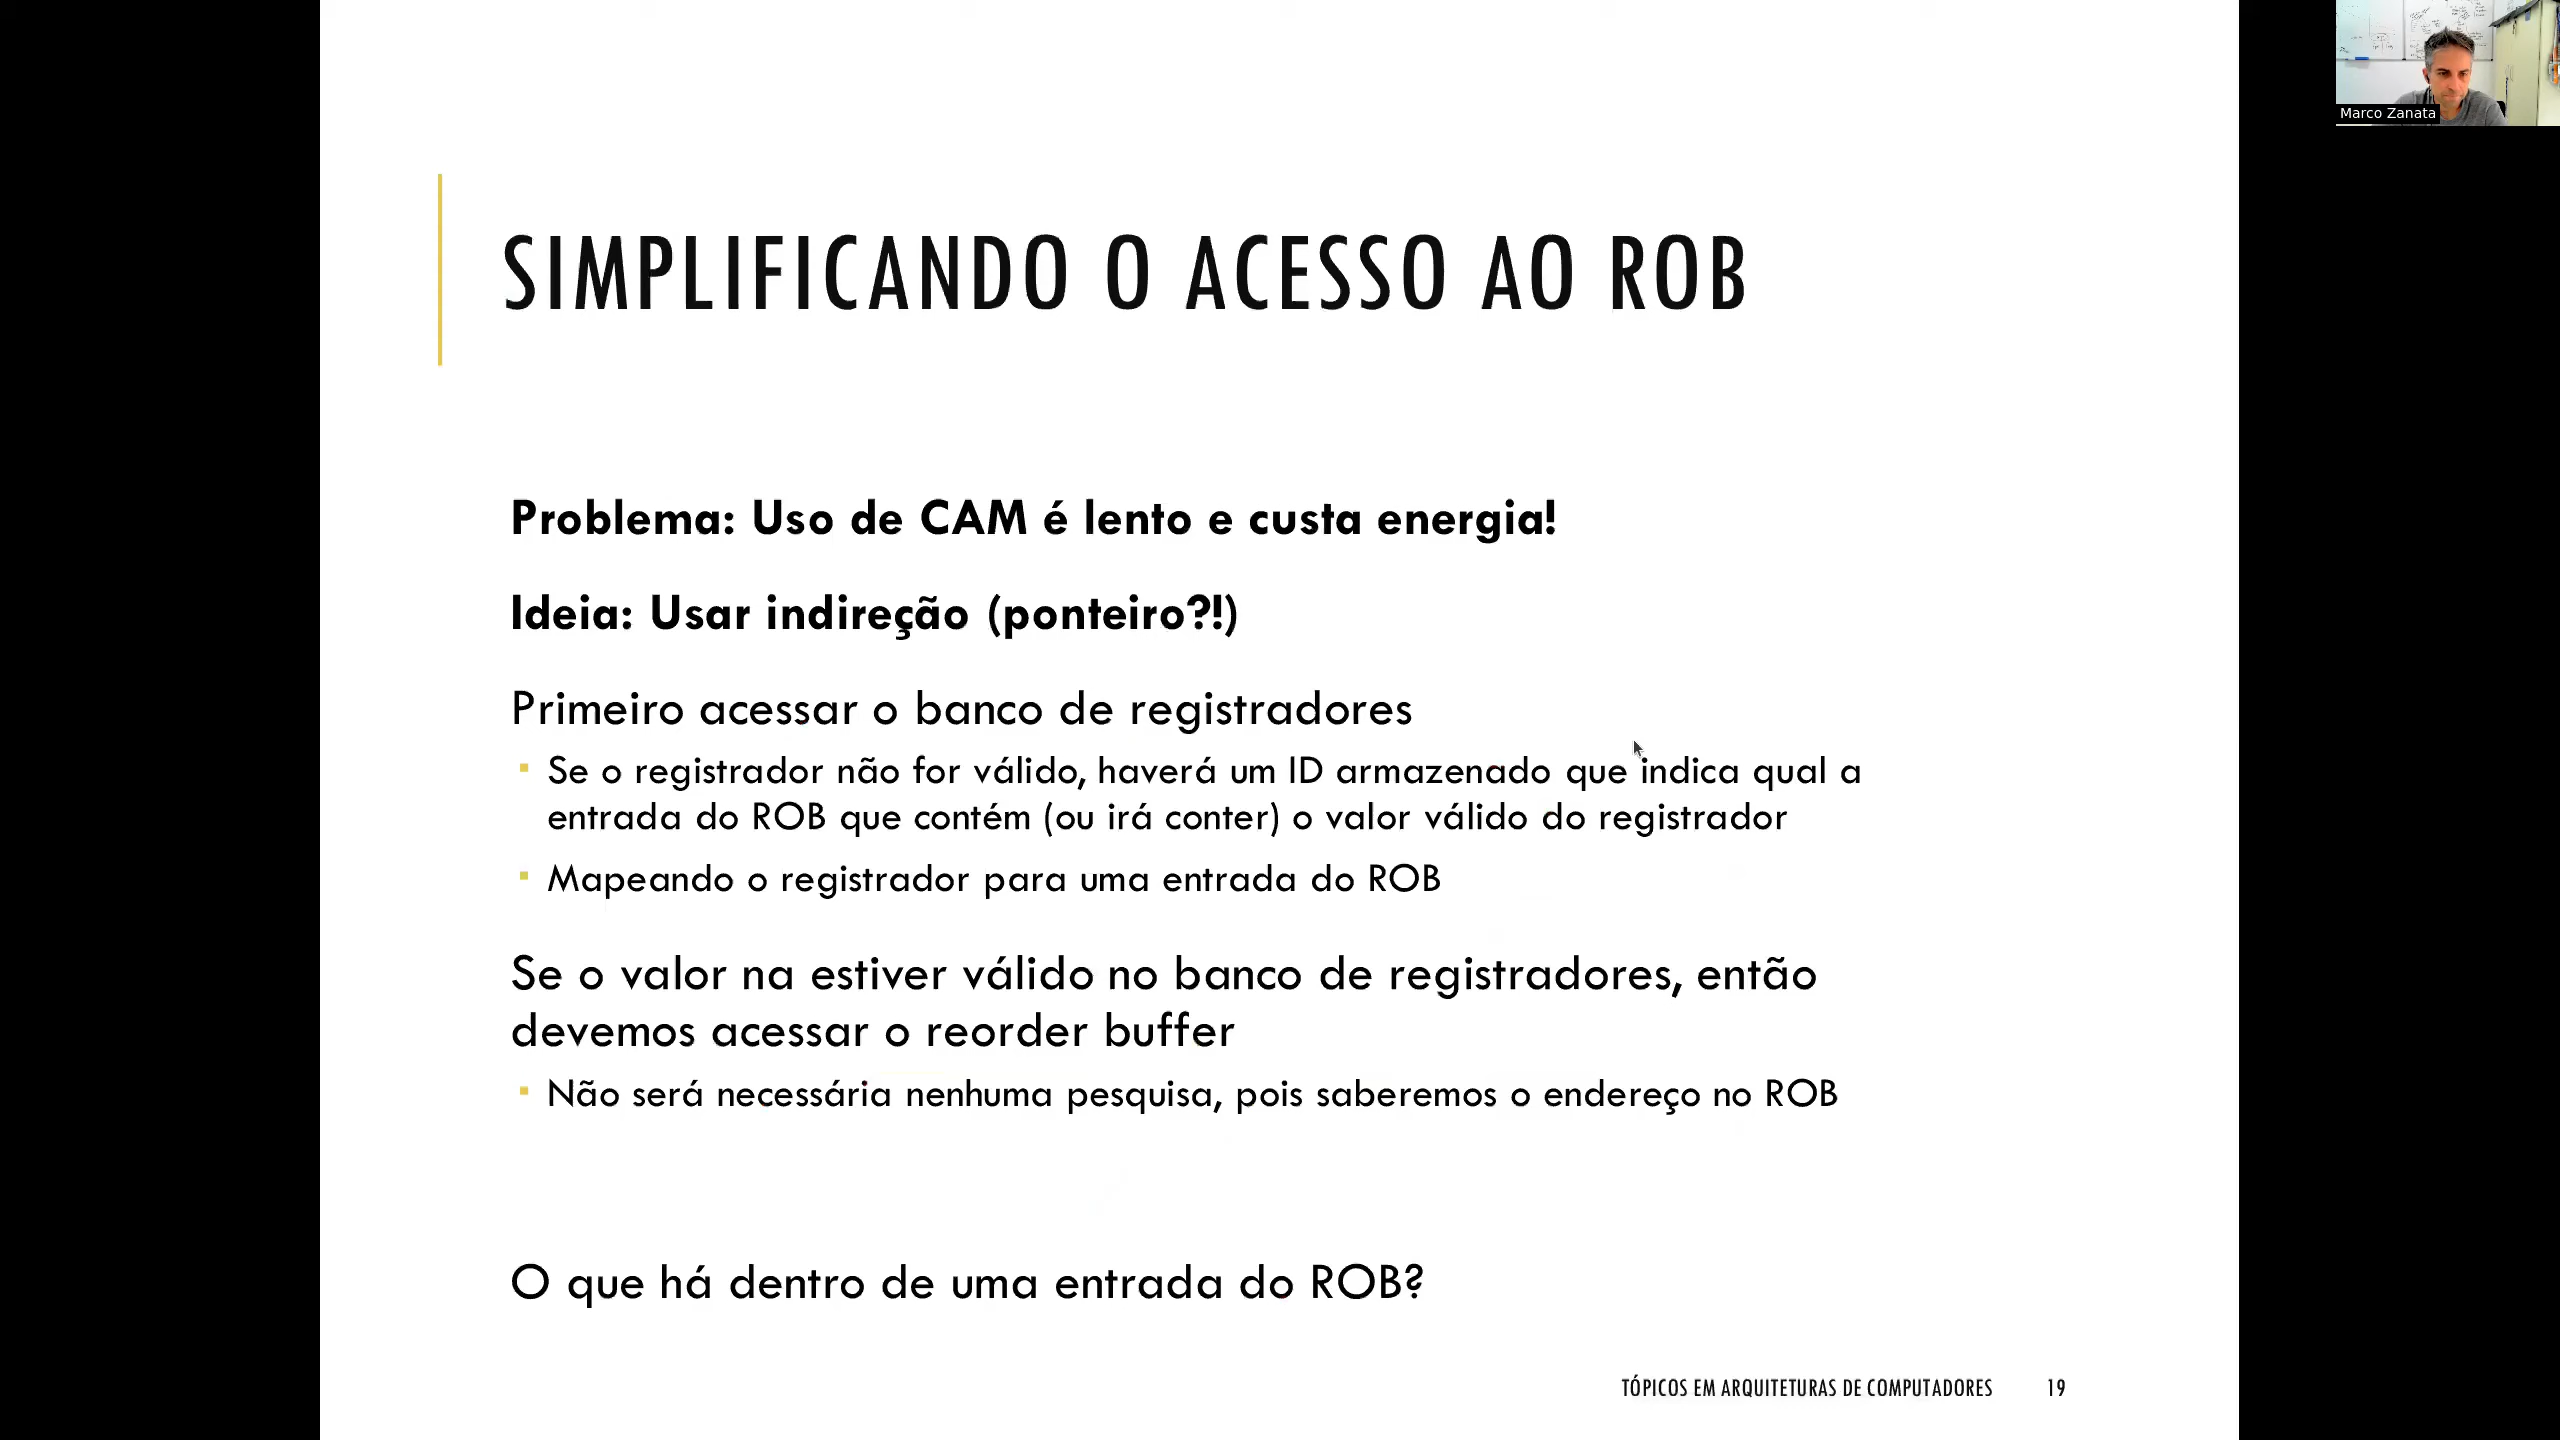 Marco Zanata
SIMPLIFICANDO O ACESSO AO ROB
Problema: Uso de CAM é lento e custa energia!
Ideia: Usar indireção (ponteiro?!)
Primeiro acessar o banco de registradores
Se o registrador não for válido, haverá um ID armazenado que indica qual a
entrada do ROB que contém (ou irá conter) o valor válido do registrador
Mapeando o registrador para uma entrada do ROB
Se o valor na estiver válido no banco de registradores, então
devemos acessar o reorder buffer
Não será necessária nenhuma pesquisa, pois saberemos o endereço no ROB
O que há dentro de uma entrada do ROB?
TÓPICOS EM ARQUITETURAS DE COMPUTADORES 19